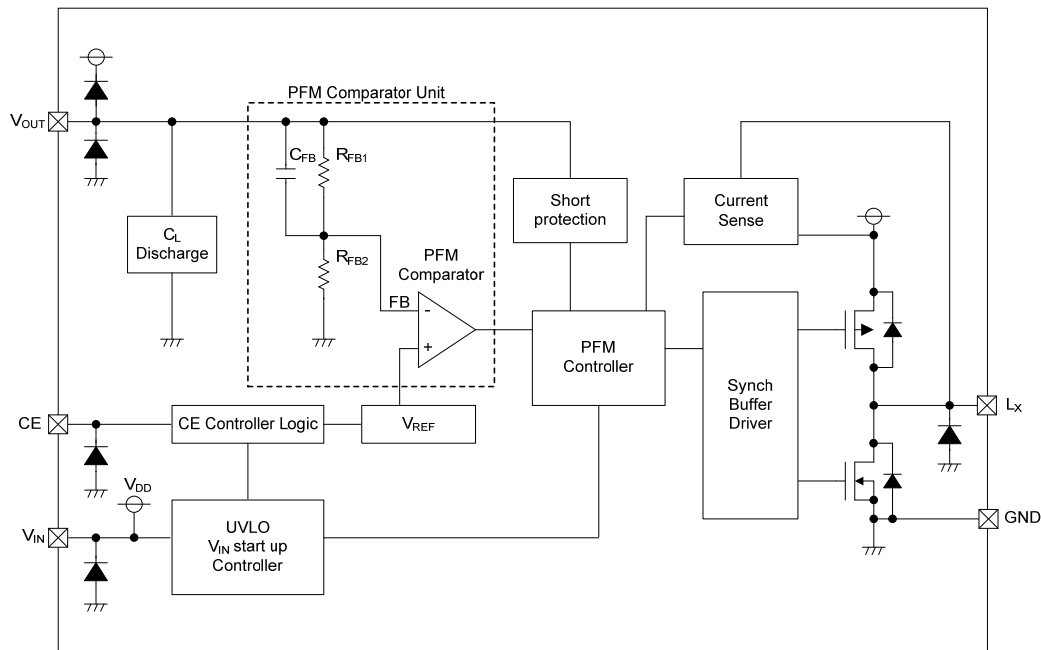 PFM Comparator Unit
VOUT
CFB
RFB1
Short
protection
Current
Sense
CL
Discharge
RFB2
PFM
Comparator
FB
-
+
PFM
Controller
Synch
Buffer
Driver
CE
CE Controller Logic
VREF
LX
VDD
UVLO
VIN start up
Controller
VIN
GND